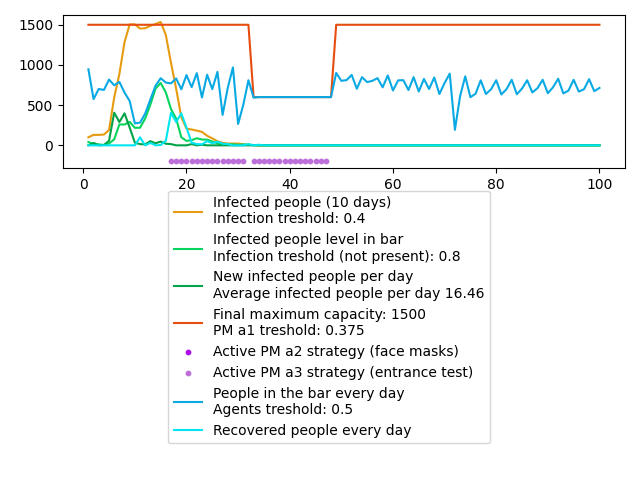 1500
1000
500
0
0 20 40 60 80 100
Infected people (10 days)
Infection treshold: 0.4
Infected people level in bar
Infection treshold (not present): 0.8
New infected people per day
Average infected people per day 16.46
Final maximum capacity: 1500
PM a1 treshold: 0.375
Active PM a2 strategy (face masks)
Active PM a3 strategy (entrance test)
People in the bar every day
Agents treshold: 0.5
Recovered people every day